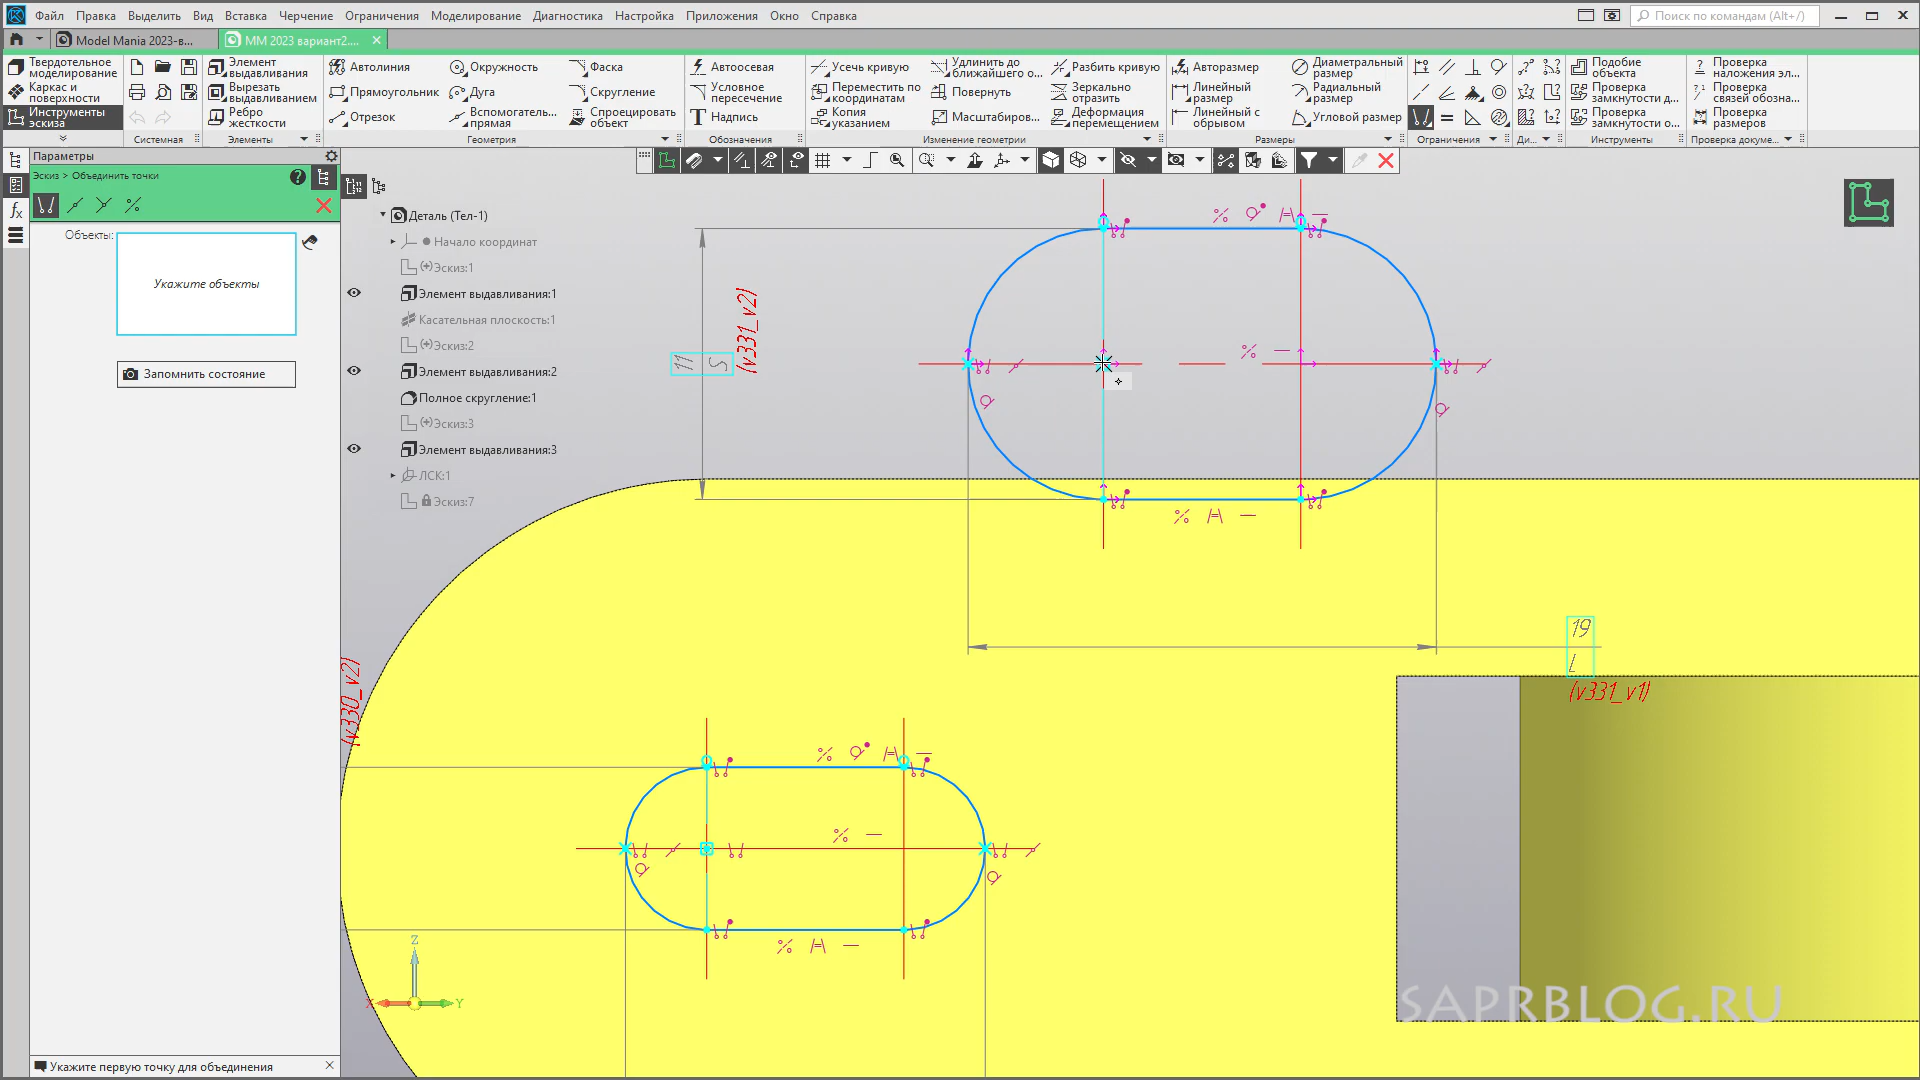 Файл Правка Выделить Вид Вставка Черчение Ограничения Моделирование Диагностика Настройка Приложения Окно Справка
Поиск по командам (Alt+/)
Model Mania 2023-в...
MM 2023 вариант2....
Твердотельное моделирование
Каркас и поверхности
Инструменты эскиза
Системная
Элемент выдавливания
Вырезать выдавливанием
Ребро жесткости
Элементы
Автолиния
Прямоугольник
Отрезок
Окружность
Дуга
Вспомогатель... прямая
Фаска
Скругление
Спроецировать объект
Геометрия
Автоосевая
Условное пересечение
Надпись
Обозначения
Усечь кривую
Переместить по координатам
Копия указанием
Удлинить до ближайшего о...
Повернуть
Масштабиров...
Разбить кривую
Зеркально отразить
Деформация перемещением
Изменение геометрии
Авторазмер
Линейный размер
Линейный с обрывом
Диаметральный размер
Радиальный размер
Угловой размер
Размеры
Ограничения
Ди...
Подобие объекта
Проверка замкнутости д...
Проверка замкнутости о...
Инструменты
Проверка наложения эл...
Проверка связей обозна...
Проверка размеров
Проверка докуме...
Параметры
Эскиз > Объединить точки
Объекты:
Укажите объекты
Запомнить состояние
Деталь (Тел-1)
Начало координат
(+)Эскиз:1
Элемент выдавливания:1
Касательная плоскость:1
(+)Эскиз:2
Элемент выдавливания:2
Полное скругление:1
(+)Эскиз:3
Элемент выдавливания:3
ЛСК:1
Эскиз:7
11
S
(v331_v2)
19
L
(v331_v1)
(v330_v2)
Z
X
Y
SAPRBLOG.RU
Укажите первую точку для объединения